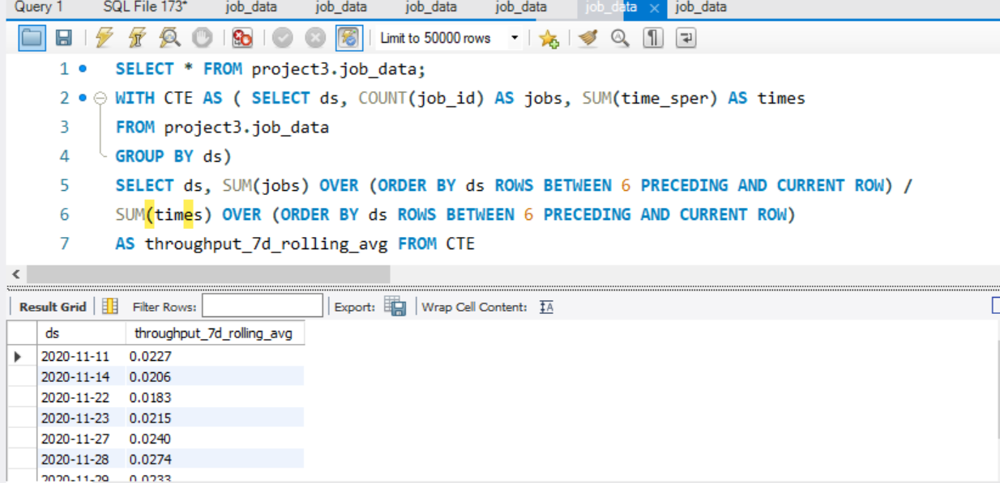 Query 1 SQL File 173* job_data job_data job_data job_data job_data job_data
Limit to 50000 rows
1 SELECT * FROM project3.job_data;
2 WITH CTE AS ( SELECT ds, COUNT(job_id) AS jobs, SUM(time_sper) AS times
3 FROM project3.job_data
4 GROUP BY ds)
5 SELECT ds, SUM(jobs) OVER (ORDER BY ds ROWS BETWEEN 6 PRECEDING AND CURRENT ROW) /
6 SUM(times) OVER (ORDER BY ds ROWS BETWEEN 6 PRECEDING AND CURRENT ROW)
7 AS throughput_7d_rolling_avg FROM CTE
Result Grid Filter Rows: Export: Wrap Cell Content:
ds throughput_7d_rolling_avg
2020-11-11 0.0227
2020-11-14 0.0206
2020-11-22 0.0183
2020-11-23 0.0215
2020-11-27 0.0240
2020-11-28 0.0274
2020-11-29 0.0233